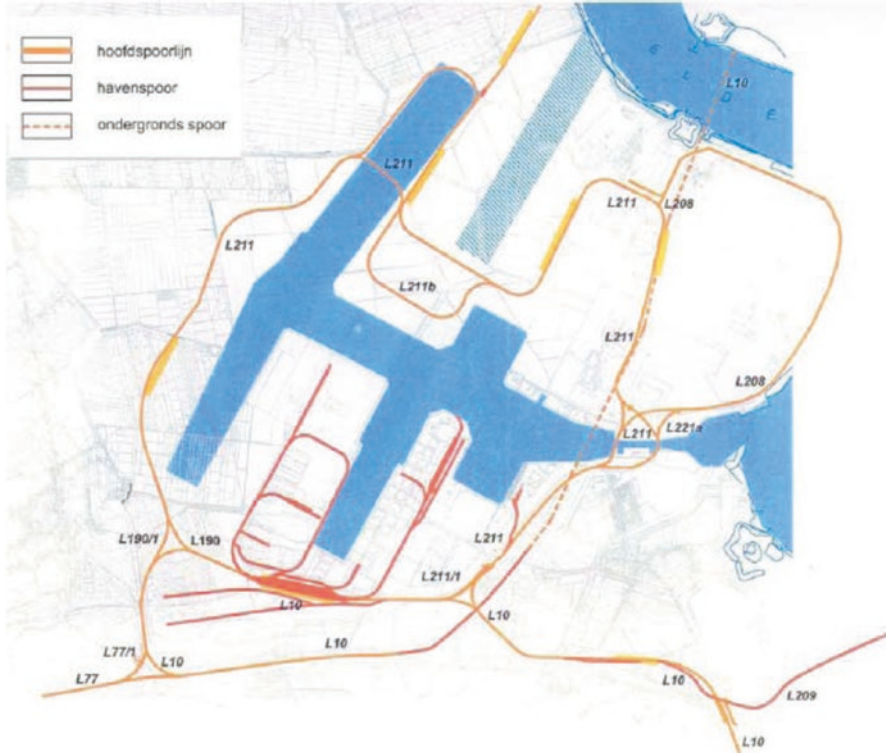 hoofdspoorlijn
havenspoor
ondergronds spoor
L10
L211
L211
L208
L211
L211b
L211
L208
L221a
L211
L190/1
L190
L211
L211/1
L10
L10
L10
L77/1
L10
L77
L10
L209
L10